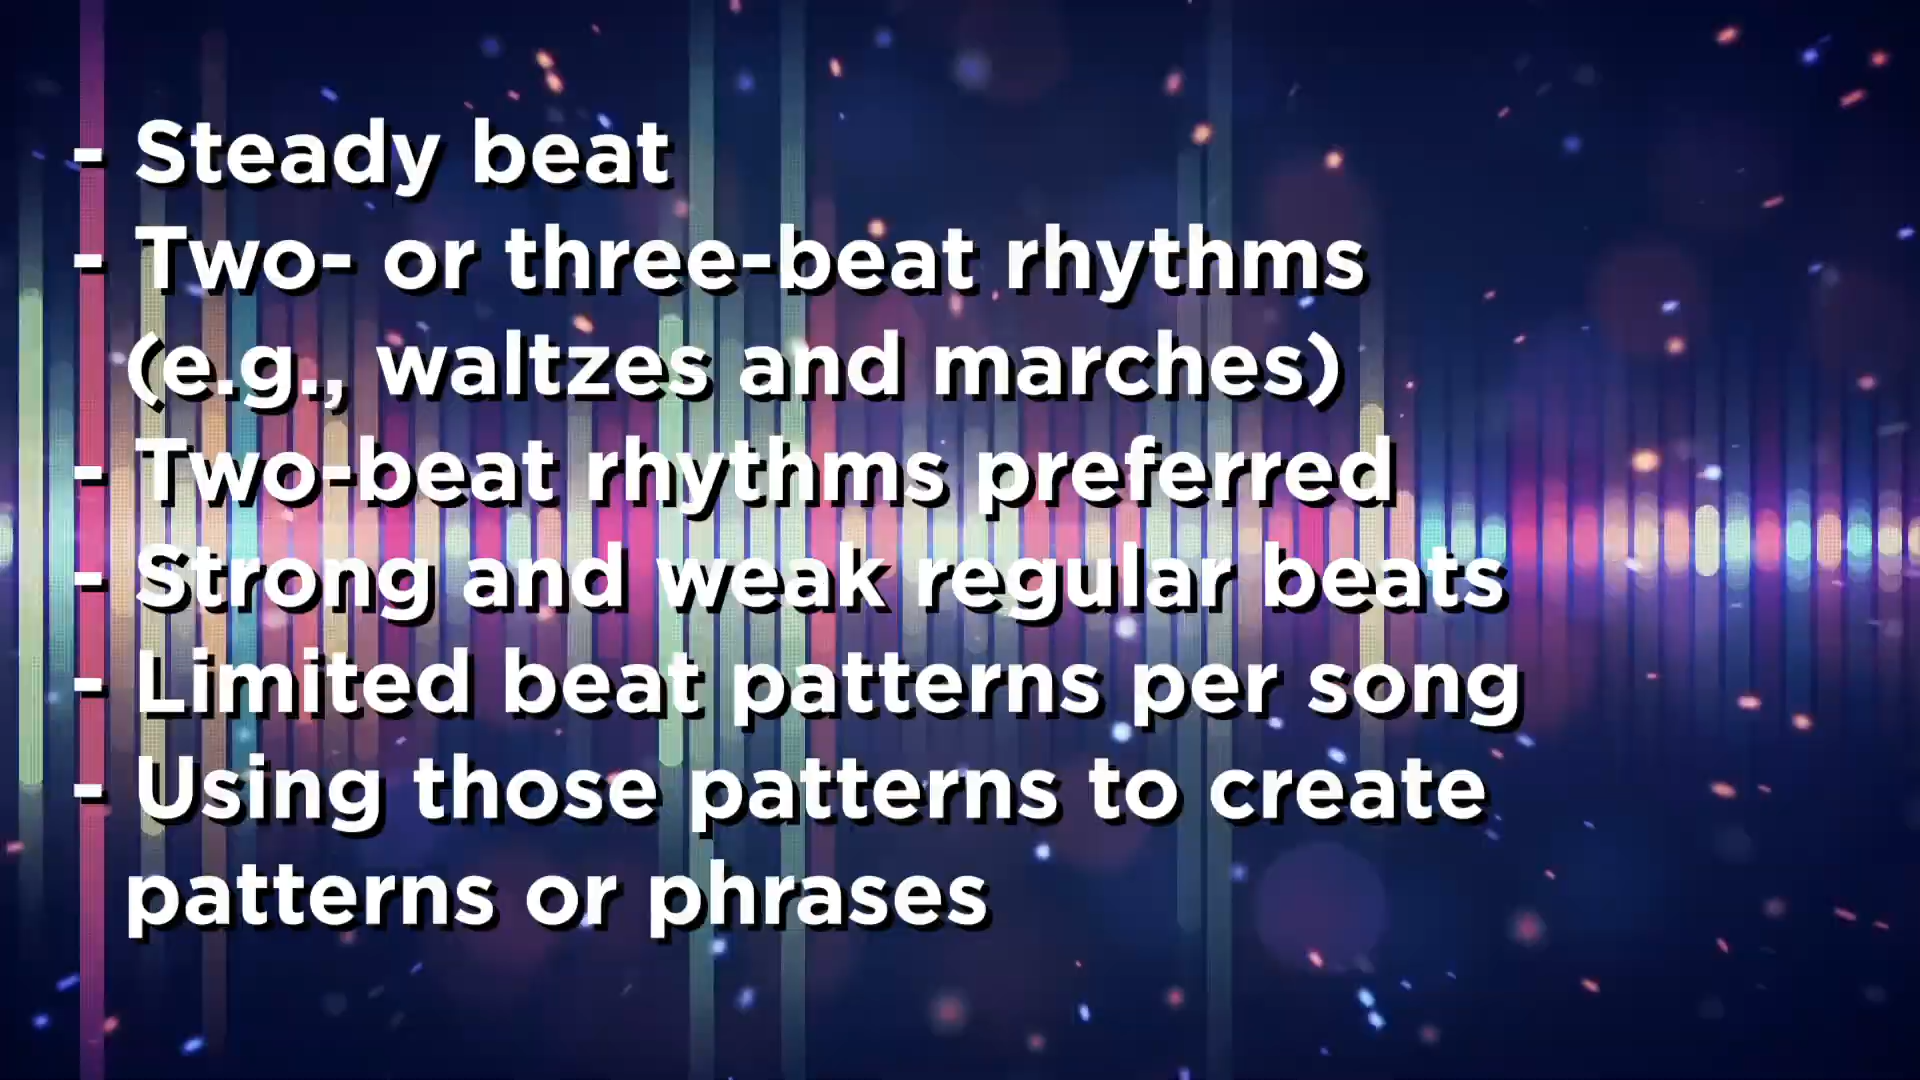 - Steady beat
- Two- or three-beat rhythms
(e.g., waltzes and marches)
- Two-beat rhythms preferred
- Strong and weak regular beats
- Limited beat patterns per song
- Using those patterns to create
patterns or phrases